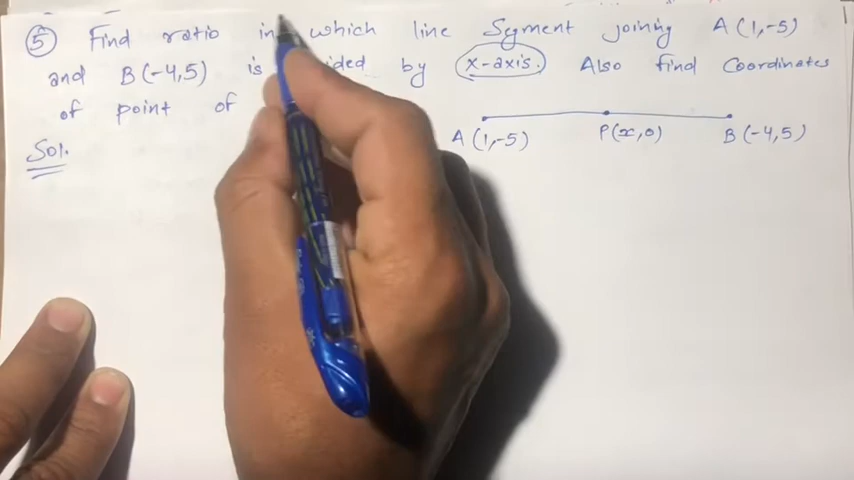 5 Find ratio in which line Segment joining A(1,-5)
and B(-4,5) is by x-axis. Also find Coordinates
of point of
A(1,-5) P(x,0) B(-4,5)
Sol.